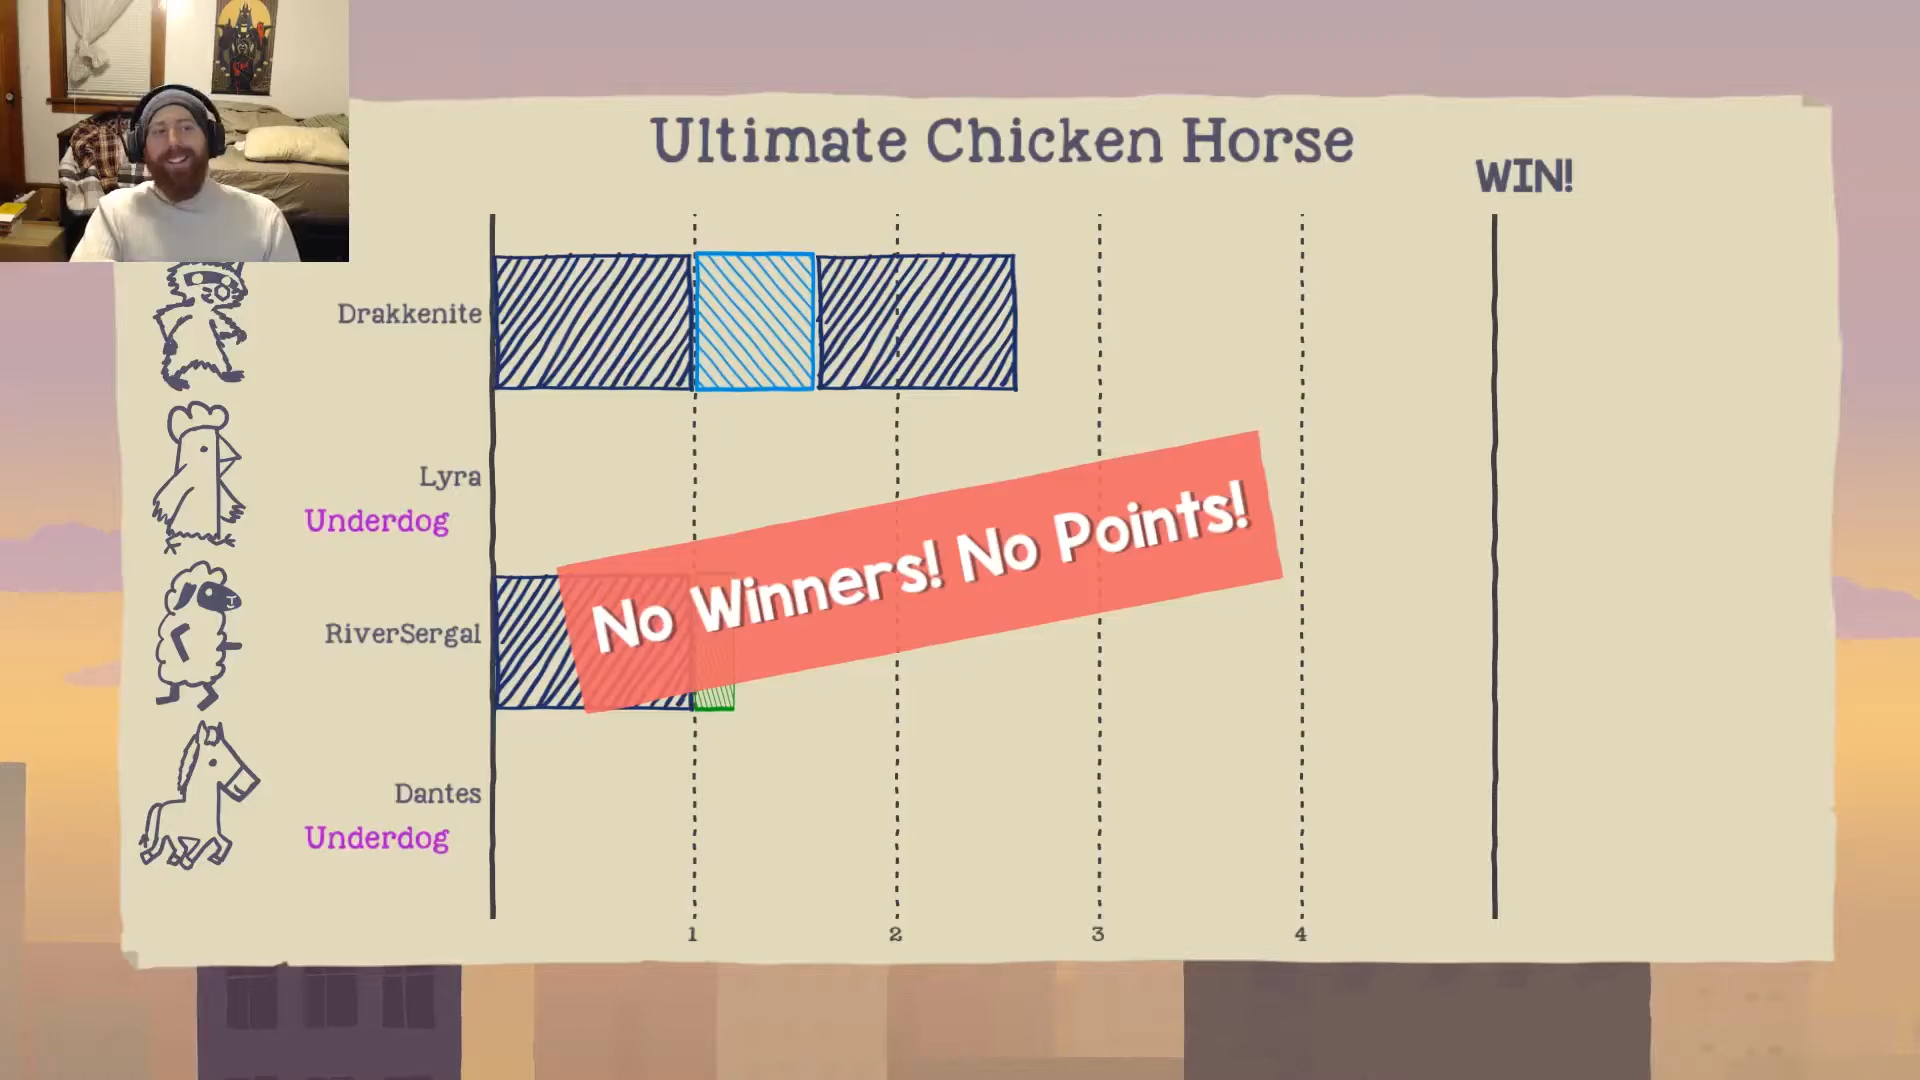 Ultimate Chicken Horse
WIN!
Drakkenite
Lyra
Underdog
No Winners! No Points!
RiverSergal
Dantes
Underdog
1 2 3 4